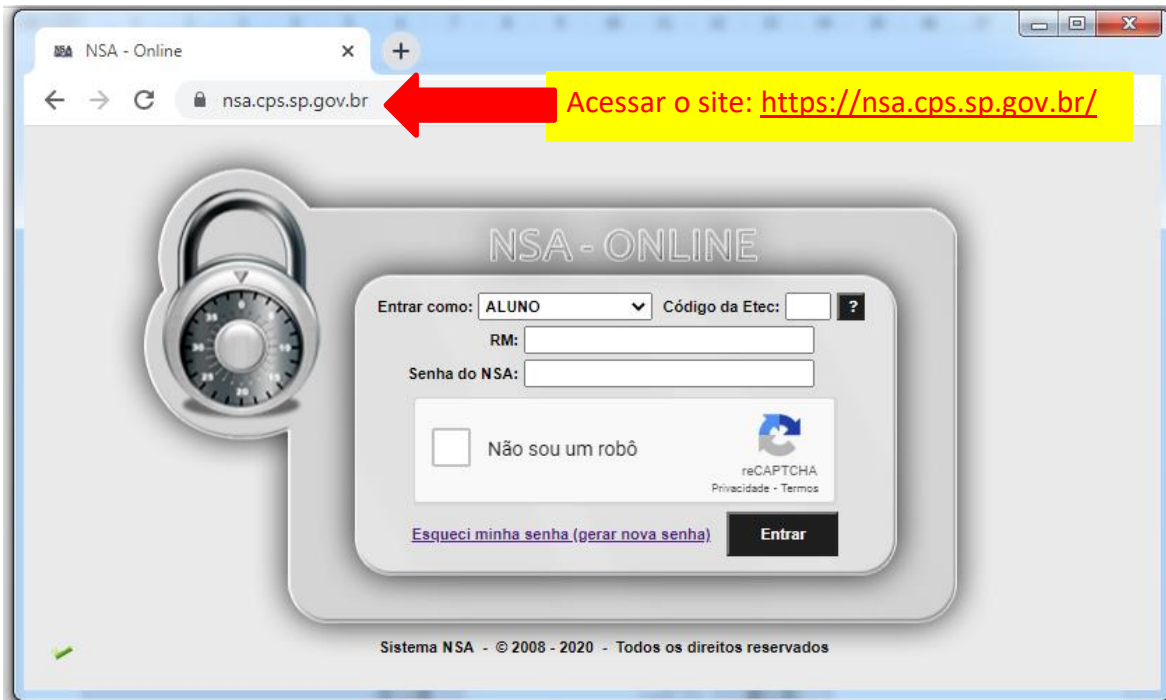 NSA - Online
nsa.cps.sp.gov.br
Acessar o site: https://nsa.cps.sp.gov.br/
NSA - ONLINE
Entrar como: ALUNO Código da Etec: ?
RM:
Senha do NSA:
Não sou um robô
reCAPTCHA
Privacidade - Termos
Esqueci minha senha (gerar nova senha) Entrar
Sistema NSA - © 2008 - 2020 - Todos os direitos reservados